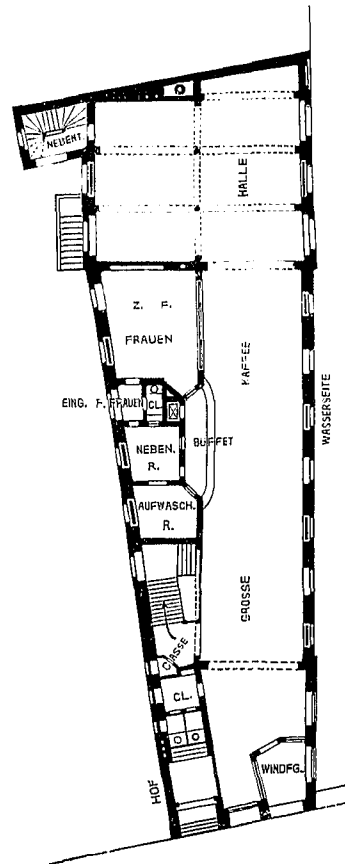 NEBENT.
HALLE
Z. F.
FRAUEN
KAFFEE
WASSERSEITE
EING. F. FRAUEN
CL.
BUFFET
NEBEN.
R.
AUFWASCH.
R.
GROSSE
CASSE
CL.
WINDFG.
HOF